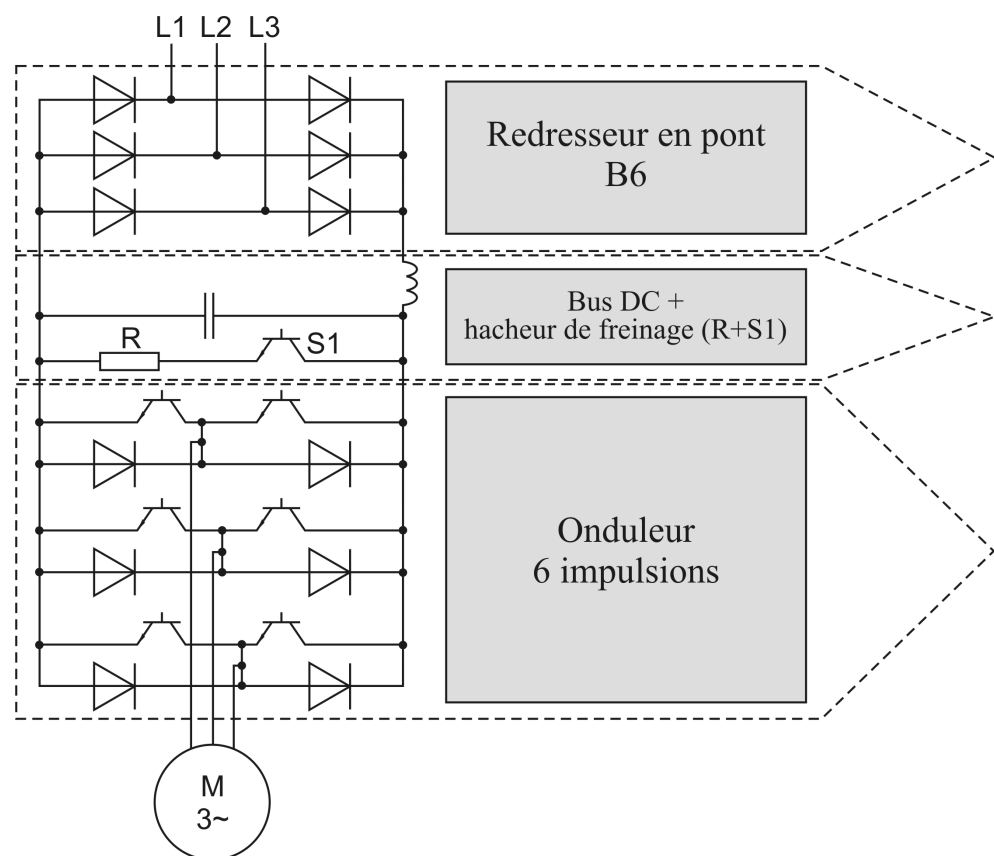 L1 L2 L3
Redresseur en pont
B6
Bus DC +
hacheur de freinage (R+S1)
R
S1
Onduleur
6 impulsions
M
3~